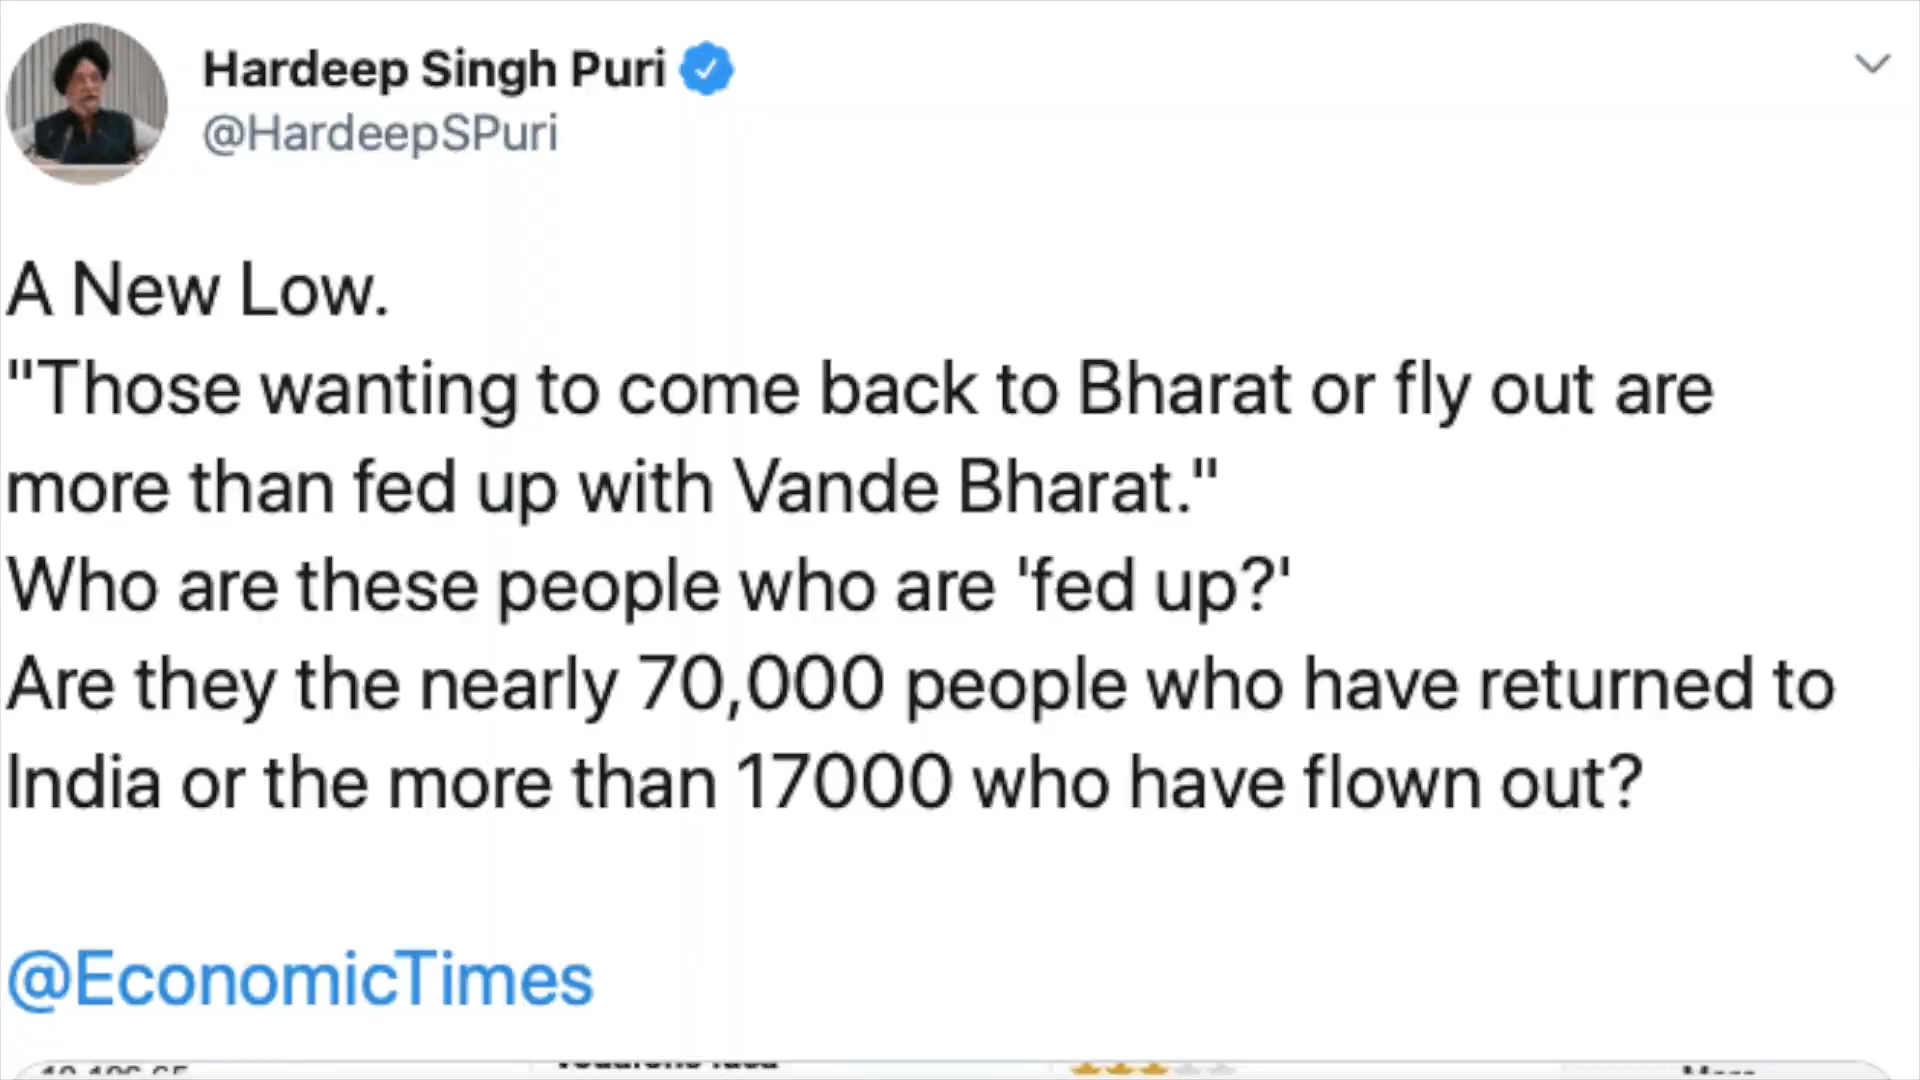 Hardeep Singh Puri
@HardeepSPuri
A New Low.
"Those wanting to come back to Bharat or fly out are
more than fed up with Vande Bharat."
Who are these people who are 'fed up?'
Are they the nearly 70,000 people who have returned to
India or the more than 17000 who have flown out?
@EconomicTimes